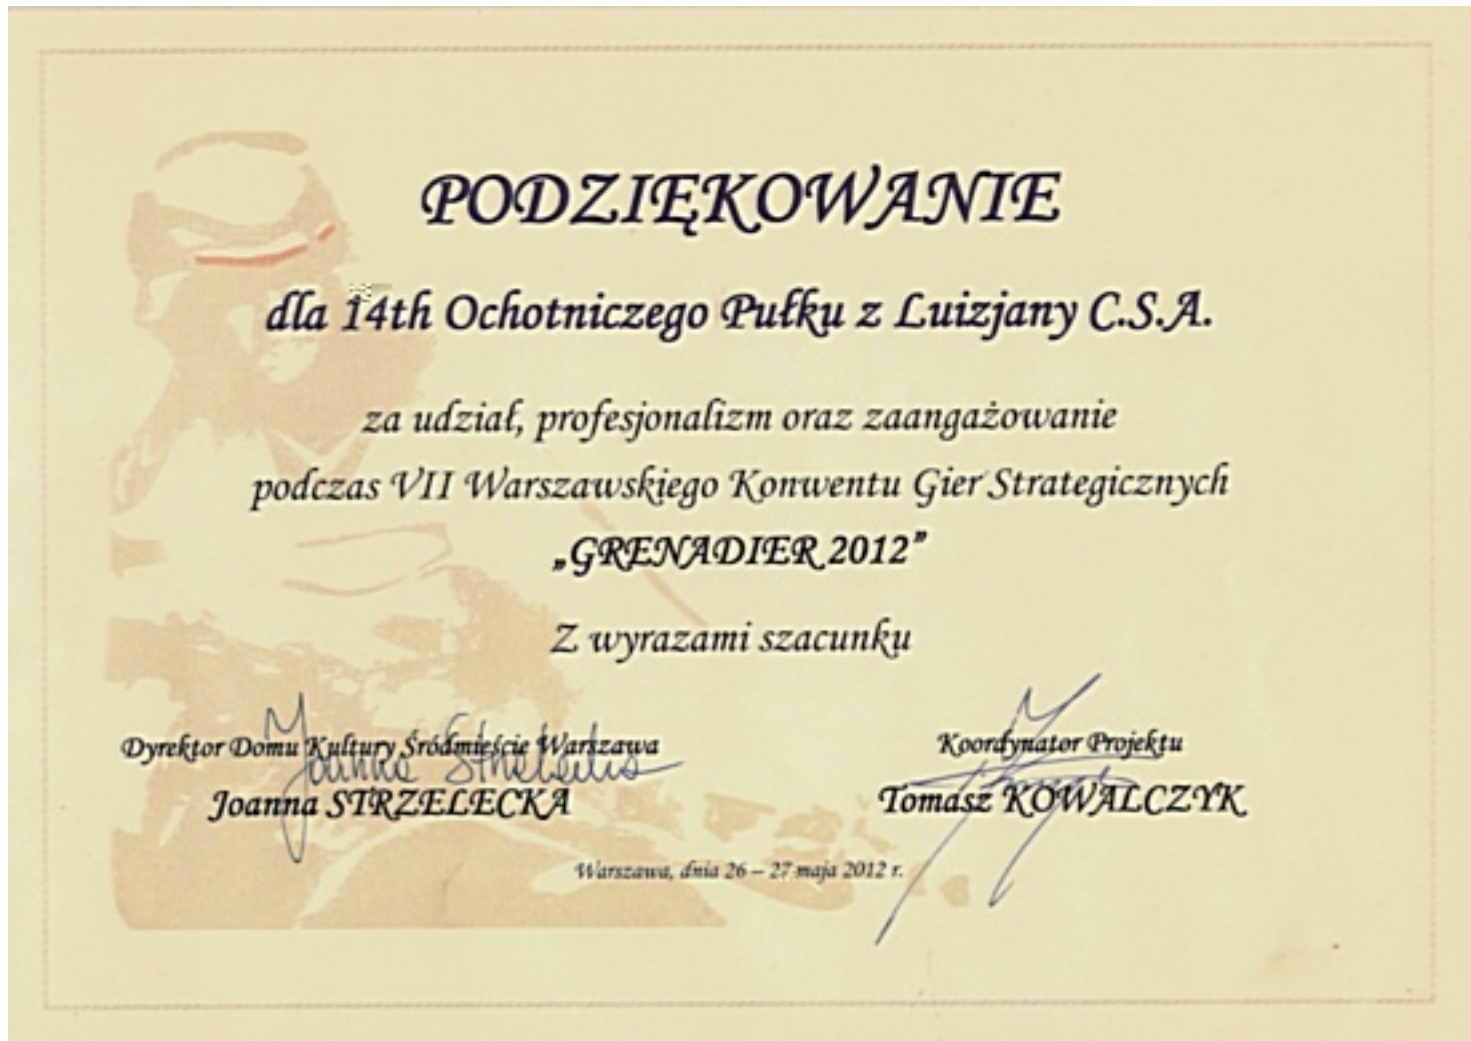 PODZIĘKOWANIE
dla 14th Ochotniczego Pułku z Luizjany C.S.A.
za udział, profesjonalizm oraz zaangażowanie
podczas VII Warszawskiego Konwentu Gier Strategicznych
„GRENADIER 2012”
Z wyrazami szacunku
Dyrektor Domu Kultury Śródmieście Warszawa
Joanna Strzelecka
Joanna STRZELECKA
Koordynator Projektu
Tomasz KOWALCZYK
Warszawa, dnia 26 – 27 maja 2012 r.